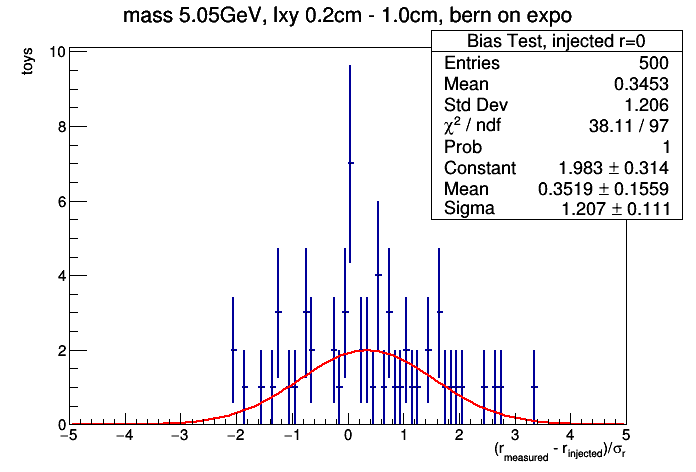 mass 5.05GeV, lxy 0.2cm - 1.0cm, bern on expo
Bias Test, injected r=0
Entries 500
Mean 0.3453
Std Dev 1.206
χ² / ndf 38.11 / 97
Prob 1
Constant 1.983 ± 0.314
Mean 0.3519 ± 0.1559
Sigma 1.207 ± 0.111
toys
10
8
6
4
2
0
−5 −4 −3 −2 −1 0 1 2 3 4 5
(r_measured - r_injected)/σ_r